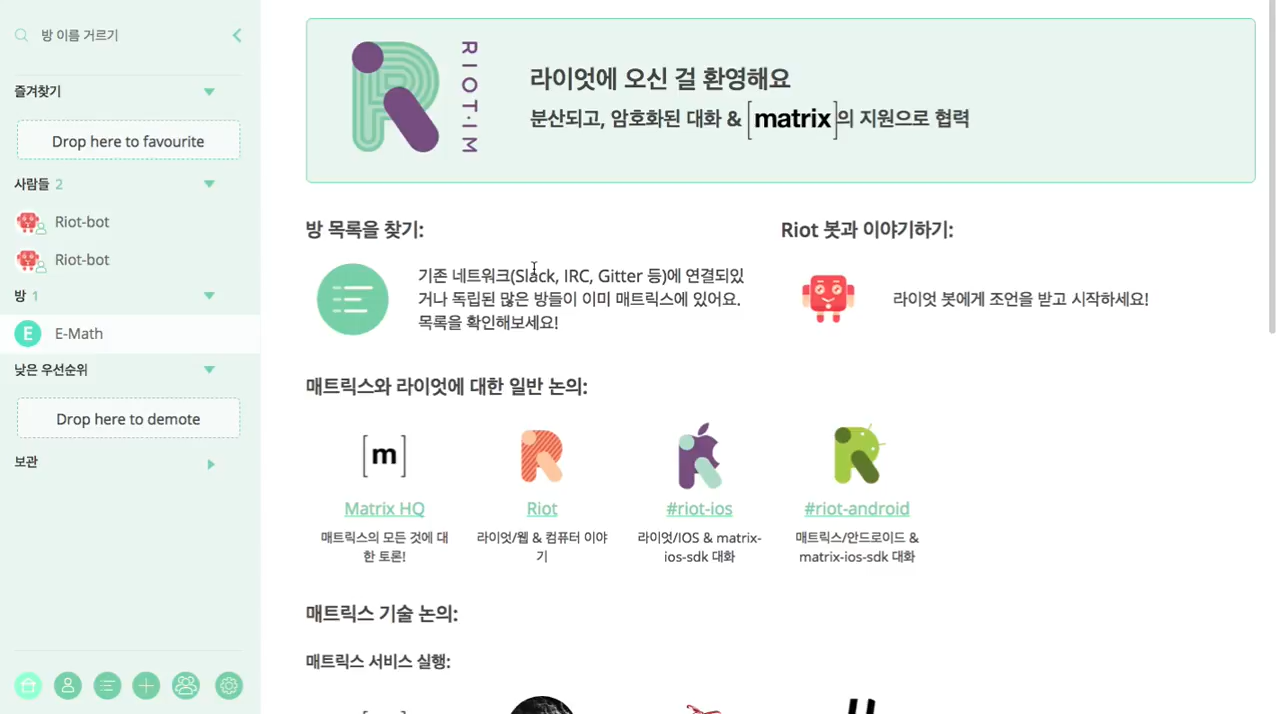 방 이름을 거르기
즐겨찾기
Drop here to favourite
사람들 2
Riot-bot
Riot-bot
방 1
E
E-Math
낮은 우선순위
Drop here to demote
보관
RIOT·IM
라이엇에 오신 걸 환영해요
분산되고, 암호화된 대화 & [matrix]의 지원으로 협력
방 목록을 찾기:
기존 네트워크(Slack, IRC, Gitter 등)에 연결되있
거나 독립된 많은 방들이 이미 매트릭스에 있어요.
목록을 확인해보세요!
Riot 봇과 이야기하기:
라이엇 봇에게 조언을 받고 시작하세요!
매트릭스와 라이엇에 대한 일반 논의:
[m]
Matrix HQ
매트릭스의 모든 것에 대
한 토론!
Riot
라이엇/웹 & 컴퓨터 이야
기
#riot-ios
라이엇/IOS & matrix-
ios-sdk 대화
#riot-android
매트릭스/안드로이드 &
matrix-ios-sdk 대화
매트릭스 기술 논의:
매트릭스 서비스 실행: